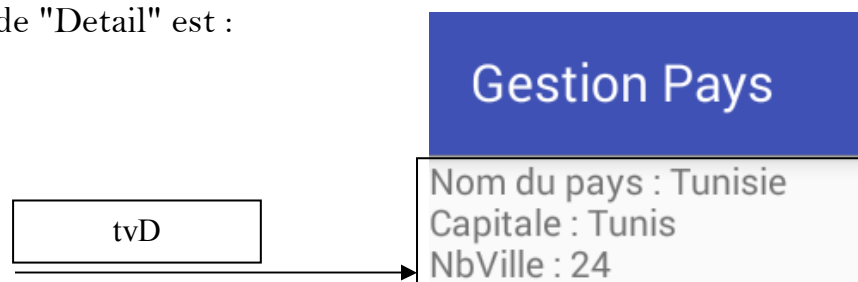 de "Detail" est :
Gestion Pays
Nom du pays : Tunisie
Capitale : Tunis
NbVille : 24
tvD